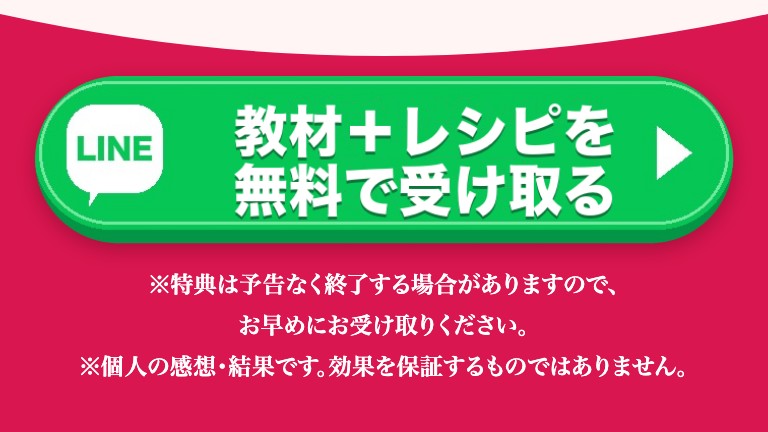 LINE
教材＋レシピを
無料で受け取る
※特典は予告なく終了する場合がありますので、
お早めにお受け取りください。
※個人の感想・結果です。効果を保証するものではありません。